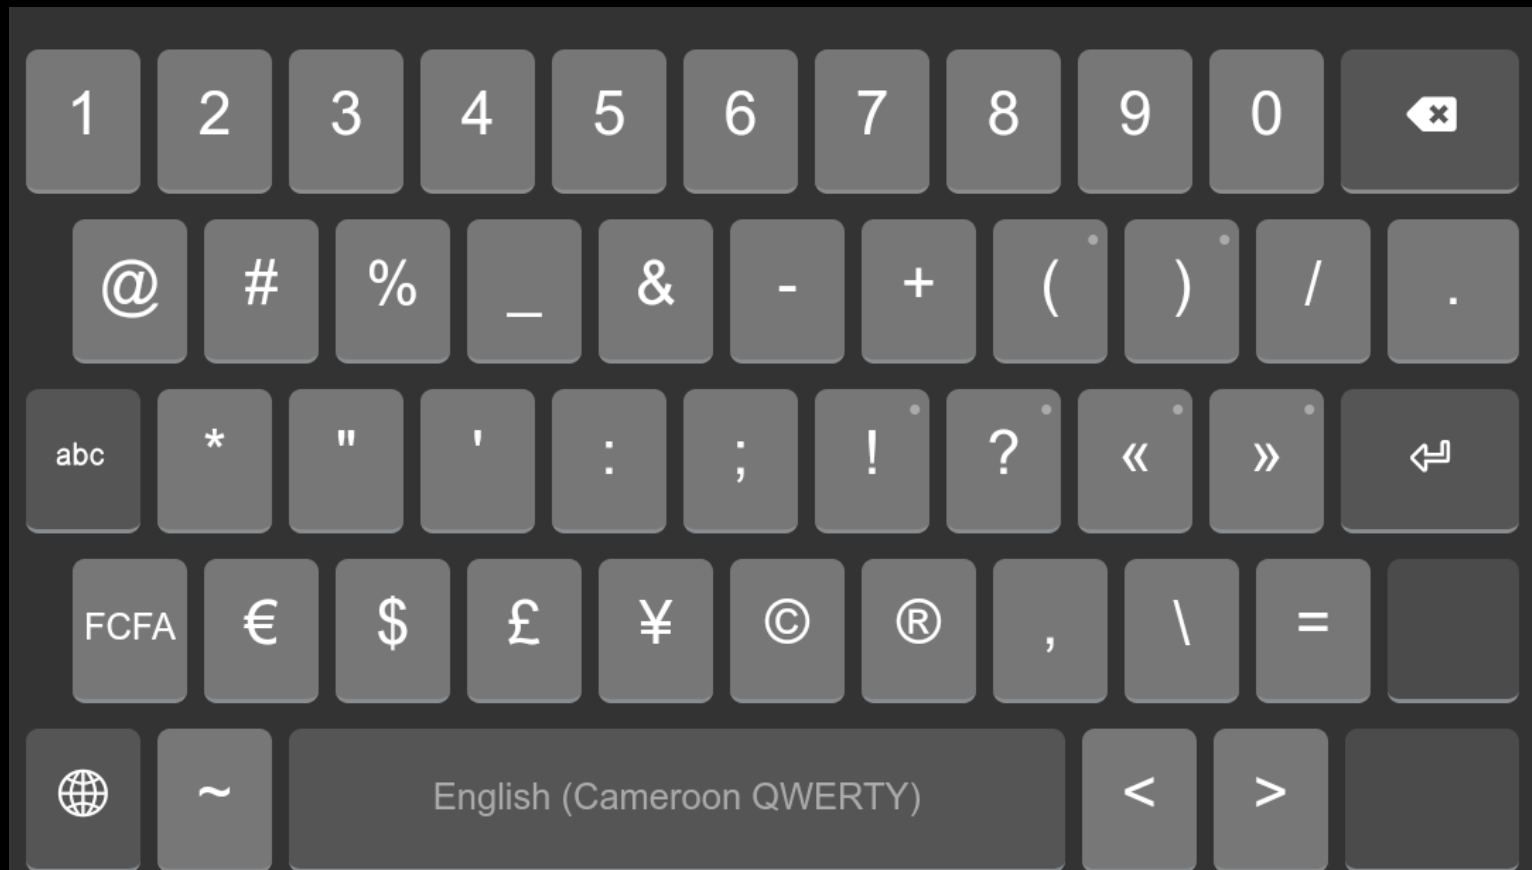 1 2 3 4 5 6 7 8 9 0
@ # % _ & - + ( ) / .
abc * " ' : ; ! ? « »
FCFA € $ £ ¥ © ® , \ =
~ English (Cameroon QWERTY) < >